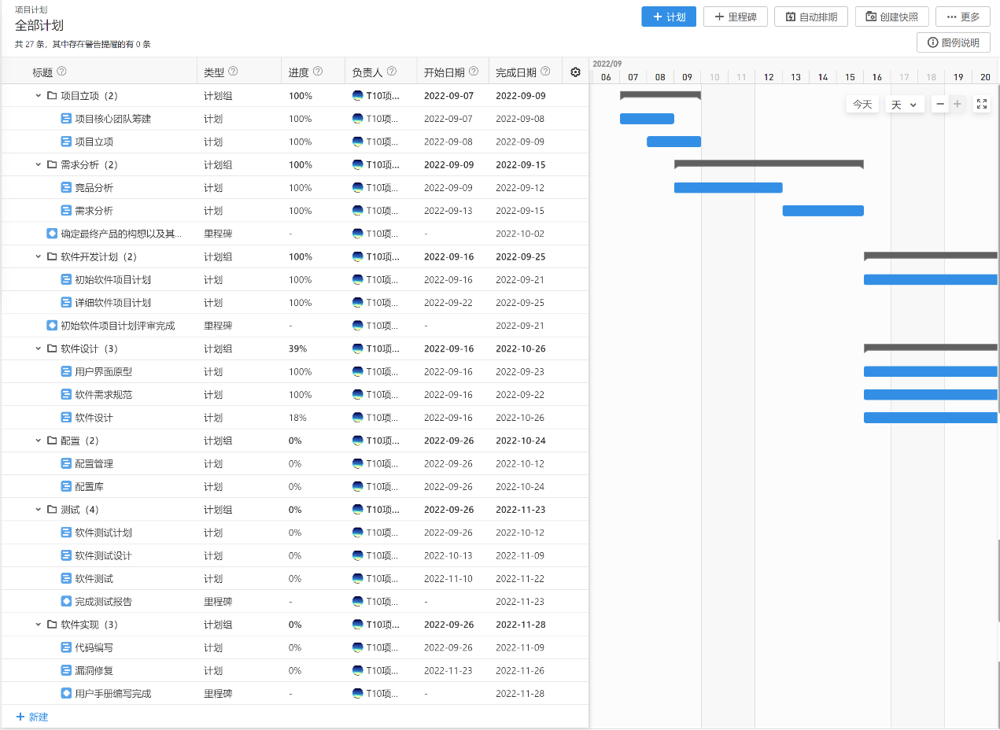 项目计划
全部计划
共 27 条，其中存在警告提醒的有 0 条
计划 里程碑 自动排期 创建快照 更多
图例说明
标题 类型 进度 负责人 开始日期 完成日期
2022/09
06 07 08 09 10 11 12 13 14 15 16 17 18 19 20
今天 天
项目立项（2） 计划组 100% T10项... 2022-09-07 2022-09-09
项目核心团队筹建 计划 100% T10项... 2022-09-07 2022-09-08
项目立项 计划 100% T10项... 2022-09-08 2022-09-09
需求分析（2） 计划组 100% T10项... 2022-09-09 2022-09-15
竞品分析 计划 100% T10项... 2022-09-09 2022-09-12
需求分析 计划 100% T10项... 2022-09-13 2022-09-15
确定最终产品的构想以及其... 里程碑 - T10项... - 2022-10-02
软件开发计划（2） 计划组 100% T10项... 2022-09-16 2022-09-25
初始软件项目计划 计划 100% T10项... 2022-09-16 2022-09-21
详细软件项目计划 计划 100% T10项... 2022-09-22 2022-09-25
初始软件项目计划评审完成 里程碑 - T10项... - 2022-09-21
软件设计（3） 计划组 39% T10项... 2022-09-16 2022-10-26
用户界面原型 计划 100% T10项... 2022-09-16 2022-09-23
软件需求规范 计划 100% T10项... 2022-09-16 2022-09-22
软件设计 计划 18% T10项... 2022-09-16 2022-10-26
配置（2） 计划组 0% T10项... 2022-09-26 2022-10-24
配置管理 计划 0% T10项... 2022-09-26 2022-10-12
配置库 计划 0% T10项... 2022-09-26 2022-10-24
测试（4） 计划组 0% T10项... 2022-09-26 2022-11-23
软件测试计划 计划 0% T10项... 2022-09-26 2022-10-12
软件测试设计 计划 0% T10项... 2022-10-13 2022-11-09
软件测试 计划 0% T10项... 2022-11-10 2022-11-22
完成测试报告 里程碑 - T10项... - 2022-11-23
软件实现（3） 计划组 0% T10项... 2022-09-26 2022-11-28
代码编写 计划 0% T10项... 2022-09-26 2022-11-09
漏洞修复 计划 0% T10项... 2022-11-23 2022-11-26
用户手册编写完成 里程碑 - T10项... - 2022-11-28
新建